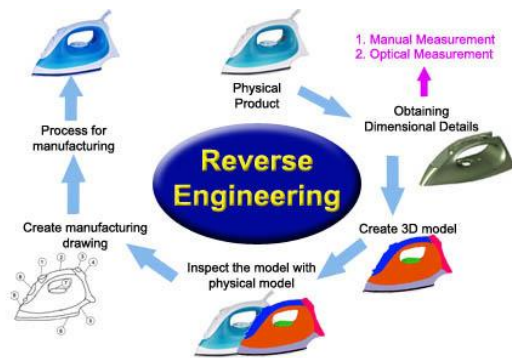 1. Manual Measurement
2. Optical Measurement
Physical
Product
Obtaining
Dimensional Details
Process for
manufacturing
Reverse
Engineering
Create manufacturing
drawing
Create 3D model
Inspect the model with
physical model